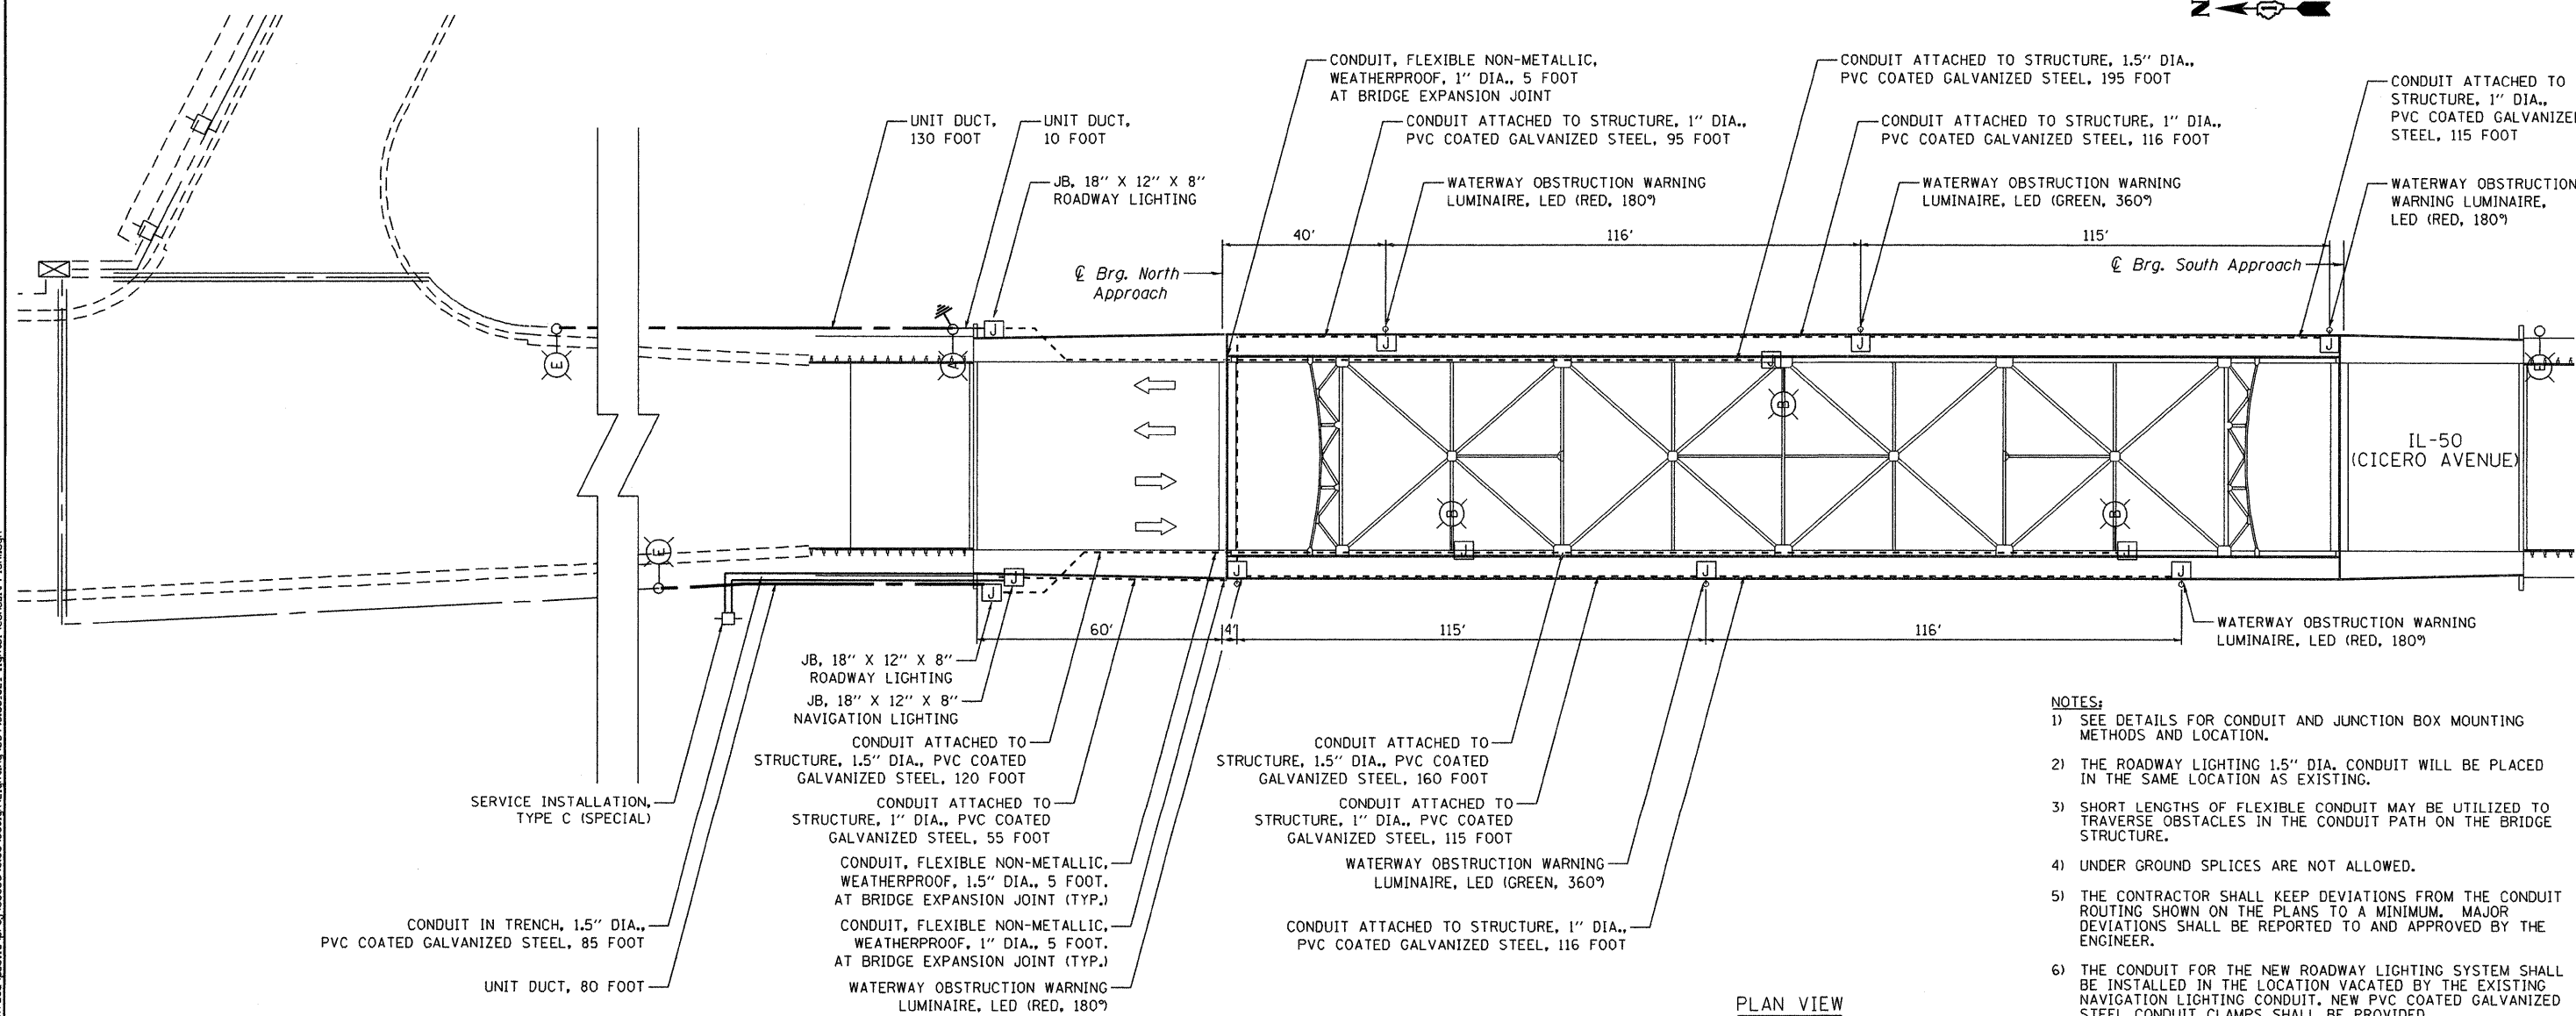 N
CONDUIT, FLEXIBLE NON-METALLIC,
WEATHERPROOF, 1" DIA., 5 FOOT
AT BRIDGE EXPANSION JOINT
CONDUIT ATTACHED TO STRUCTURE, 1.5" DIA.,
PVC COATED GALVANIZED STEEL, 195 FOOT
CONDUIT ATTACHED TO
STRUCTURE, 1" DIA.,
PVC COATED GALVANIZED
STEEL, 115 FOOT
UNIT DUCT,
130 FOOT
UNIT DUCT,
10 FOOT
CONDUIT ATTACHED TO STRUCTURE, 1" DIA.,
PVC COATED GALVANIZED STEEL, 95 FOOT
CONDUIT ATTACHED TO STRUCTURE, 1" DIA.,
PVC COATED GALVANIZED STEEL, 116 FOOT
JB, 18" X 12" X 8"
ROADWAY LIGHTING
WATERWAY OBSTRUCTION WARNING
LUMINAIRE, LED (RED, 180°)
WATERWAY OBSTRUCTION WARNING
LUMINAIRE, LED (GREEN, 360°)
WATERWAY OBSTRUCTION
WARNING LUMINAIRE,
LED (RED, 180°)
40'
116'
115'
℄ Brg. North
Approach
℄ Brg. South Approach
J
J
J
J
E
A
J
E
B
IL-50
(CICERO AVENUE)
B
B
E
J
J
J
J
J
J
J
60'
4'
115'
116'
WATERWAY OBSTRUCTION WARNING
LUMINAIRE, LED (RED, 180°)
JB, 18" X 12" X 8"
ROADWAY LIGHTING
JB, 18" X 12" X 8"
NAVIGATION LIGHTING
CONDUIT ATTACHED TO
STRUCTURE, 1.5" DIA., PVC COATED
GALVANIZED STEEL, 120 FOOT
CONDUIT ATTACHED TO
STRUCTURE, 1.5" DIA., PVC COATED
GALVANIZED STEEL, 160 FOOT
SERVICE INSTALLATION,
TYPE C (SPECIAL)
CONDUIT ATTACHED TO
STRUCTURE, 1" DIA., PVC COATED
GALVANIZED STEEL, 55 FOOT
CONDUIT ATTACHED TO
STRUCTURE, 1" DIA., PVC COATED
GALVANIZED STEEL, 115 FOOT
CONDUIT, FLEXIBLE NON-METALLIC,
WEATHERPROOF, 1.5" DIA., 5 FOOT.
AT BRIDGE EXPANSION JOINT (TYP.)
WATERWAY OBSTRUCTION WARNING
LUMINAIRE, LED (GREEN, 360°)
CONDUIT IN TRENCH, 1.5" DIA.,
PVC COATED GALVANIZED STEEL, 85 FOOT
CONDUIT, FLEXIBLE NON-METALLIC,
WEATHERPROOF, 1" DIA., 5 FOOT.
AT BRIDGE EXPANSION JOINT (TYP.)
CONDUIT ATTACHED TO STRUCTURE, 1" DIA.,
PVC COATED GALVANIZED STEEL, 116 FOOT
UNIT DUCT, 80 FOOT
WATERWAY OBSTRUCTION WARNING
LUMINAIRE, LED (RED, 180°)
PLAN VIEW
NOTES:
1) SEE DETAILS FOR CONDUIT AND JUNCTION BOX MOUNTING
METHODS AND LOCATION.
2) THE ROADWAY LIGHTING 1.5" DIA. CONDUIT WILL BE PLACED
IN THE SAME LOCATION AS EXISTING.
3) SHORT LENGTHS OF FLEXIBLE CONDUIT MAY BE UTILIZED TO
TRAVERSE OBSTACLES IN THE CONDUIT PATH ON THE BRIDGE
STRUCTURE.
4) UNDER GROUND SPLICES ARE NOT ALLOWED.
5) THE CONTRACTOR SHALL KEEP DEVIATIONS FROM THE CONDUIT
ROUTING SHOWN ON THE PLANS TO A MINIMUM. MAJOR
DEVIATIONS SHALL BE REPORTED TO AND APPROVED BY THE
ENGINEER.
6) THE CONDUIT FOR THE NEW ROADWAY LIGHTING SYSTEM SHALL
BE INSTALLED IN THE LOCATION VACATED BY THE EXISTING
NAVIGATION LIGHTING CONDUIT. NEW PVC COATED GALVANIZED
STEEL CONDUIT CLAMPS SHALL BE PROVIDED